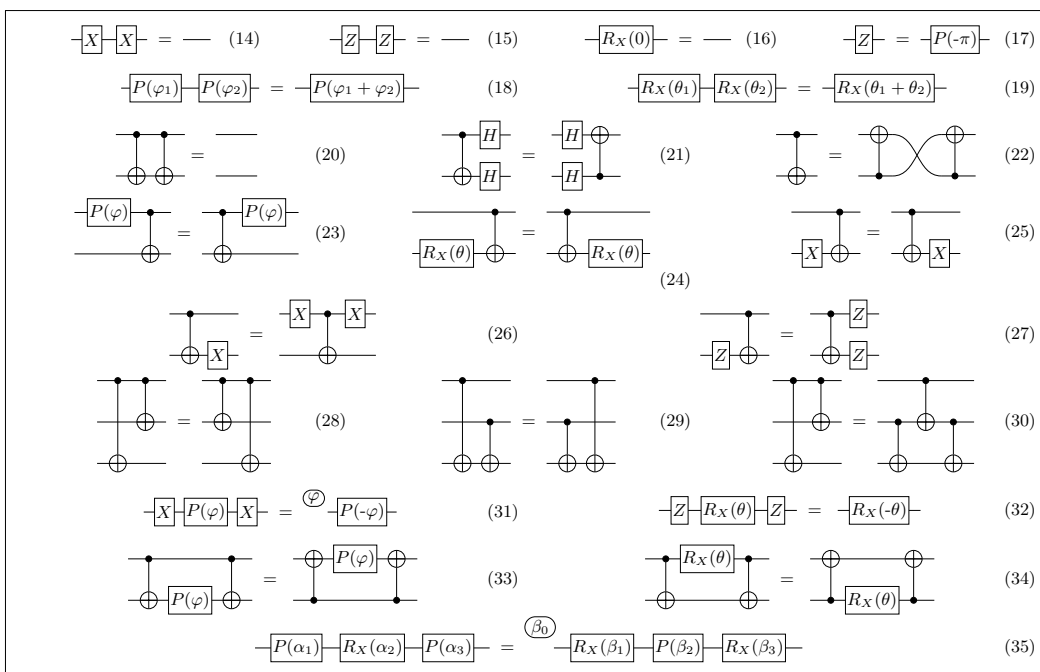 X X = (14) Z Z = (15) R_X(0) = (16) Z = P(-π) (17)
P(φ₁) P(φ₂) = P(φ₁ + φ₂) (18) R_X(θ₁) R_X(θ₂) = R_X(θ₁ + θ₂) (19)
= (20) H H = H H (21) = (22)
P(φ) = P(φ) (23) R_X(θ) = R_X(θ) (24) X = X (25)
X = X X (26) Z = Z Z (27)
= (28) = (29) = (30)
X P(φ) X = φ P(-φ) (31) Z R_X(θ) Z = R_X(-θ) (32)
P(φ) = P(φ) (33) R_X(θ) = R_X(θ) (34)
P(α₁) R_X(α₂) P(α₃) = β₀ R_X(β₁) P(β₂) R_X(β₃) (35)